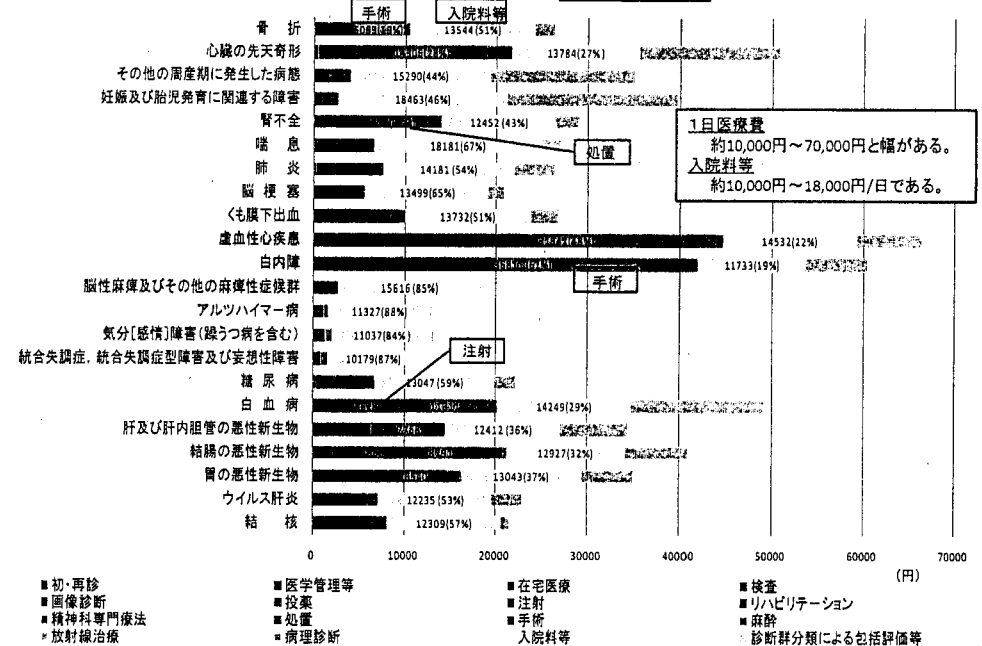 手術 入院料等
骨 折 13544(51%)
心臓の先天奇形 13784(27%)
その他の周産期に発生した病態 15290(44%)
妊娠及び胎児発育に関連する障害 18463(46%)
腎不全 12452(43%)
喘 息 18181(67%)
処置
肺 炎 14181(54%)
脳 梗 塞 13499(65%)
くも膜下出血 13732(51%)
虚血性心疾患 14532(22%)
白内障 11733(19%)
手術
脳性麻痺及びその他の麻痺性症候群 15616(85%)
アルツハイマー病 11327(88%)
気分[感情]障害(躁うつ病を含む) 11037(84%)
統合失調症，統合失調症型障害及び妄想性障害 10179(87%)
注射
糖 尿 病 13047(59%)
白 血 病 14249(29%)
肝及び肝内胆管の悪性新生物 12412(36%)
結腸の悪性新生物 12927(32%)
胃の悪性新生物 13043(37%)
ウイルス肝炎 12235(53%)
結 核 12309(57%)
1日医療費
約10,000円～70,000円と幅がある。
入院料等
約10,000円～18,000円/日である。
0 10000 20000 30000 40000 50000 60000 70000
(円)
■初・再診 ■医学管理等 ■在宅医療 ■検査
■画像診断 ■投薬 ■注射 ■リハビリテーション
■精神科専門療法 ■処置 ■手術 ■麻酔
放射線治療 ■病理診断 入院料等 診断群分類による包括評価等